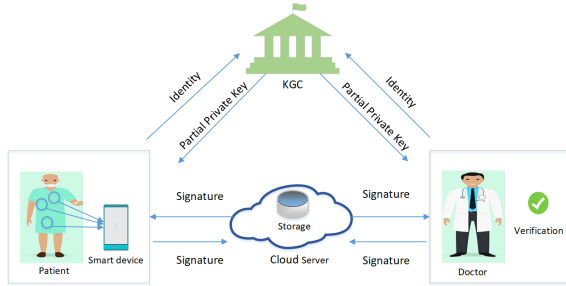 KGC
Identity
Partial Private Key
Partial Private Key
Identity
Signature
Signature
Storage
Verification
Smart device
Signature
Cloud Server
Signature
Patient
Doctor